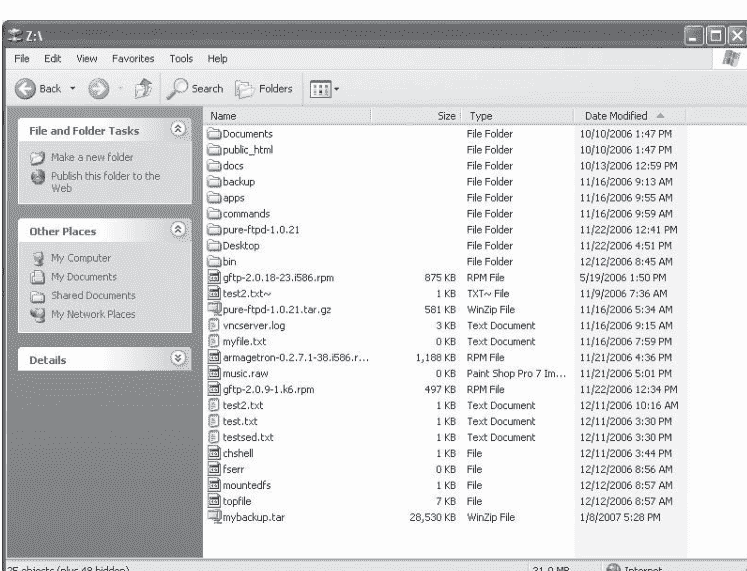 Z:\
File Edit View Favorites Tools Help
Back Search Folders
File and Folder Tasks
Make a new folder
Publish this folder to the
Web
Other Places
My Computer
My Documents
Shared Documents
My Network Places
Details
Name Size Type Date Modified
Documents File Folder 10/10/2006 1:47 PM
public_html File Folder 10/10/2006 1:47 PM
docs File Folder 10/13/2006 12:59 PM
backup File Folder 11/16/2006 9:13 AM
apps File Folder 11/16/2006 9:55 AM
commands File Folder 11/16/2006 9:59 AM
pure-ftpd-1.0.21 File Folder 11/22/2006 12:41 PM
Desktop File Folder 11/22/2006 4:51 PM
bin File Folder 12/12/2006 8:45 AM
gftp-2.0.18-23.i586.rpm 875 KB RPM File 5/19/2006 1:50 PM
test2.txt~ 1 KB TXT~ File 11/9/2006 7:36 AM
pure-ftpd-1.0.21.tar.gz 581 KB WinZip File 11/16/2006 5:34 AM
vncserver.log 3 KB Text Document 11/16/2006 9:15 AM
myfile.txt 0 KB Text Document 11/16/2006 7:59 PM
armagetron-0.2.7.1-38.i586.r... 1,188 KB RPM File 11/21/2006 4:36 PM
music.raw 0 KB Paint Shop Pro 7 Im... 11/21/2006 5:01 PM
gftp-2.0.9-1.k6.rpm 497 KB RPM File 11/22/2006 12:34 PM
test2.txt 1 KB Text Document 12/11/2006 10:16 AM
test.txt 1 KB Text Document 12/11/2006 3:30 PM
testsed.txt 1 KB Text Document 12/11/2006 3:30 PM
chshell 1 KB File 12/11/2006 3:44 PM
fserr 0 KB File 12/12/2006 8:56 AM
mountedfs 1 KB File 12/12/2006 8:57 AM
topfile 7 KB File 12/12/2006 8:57 AM
mybackup.tar 28,530 KB WinZip File 1/8/2007 5:28 PM
25 objects (plus 48 hidden) Internet